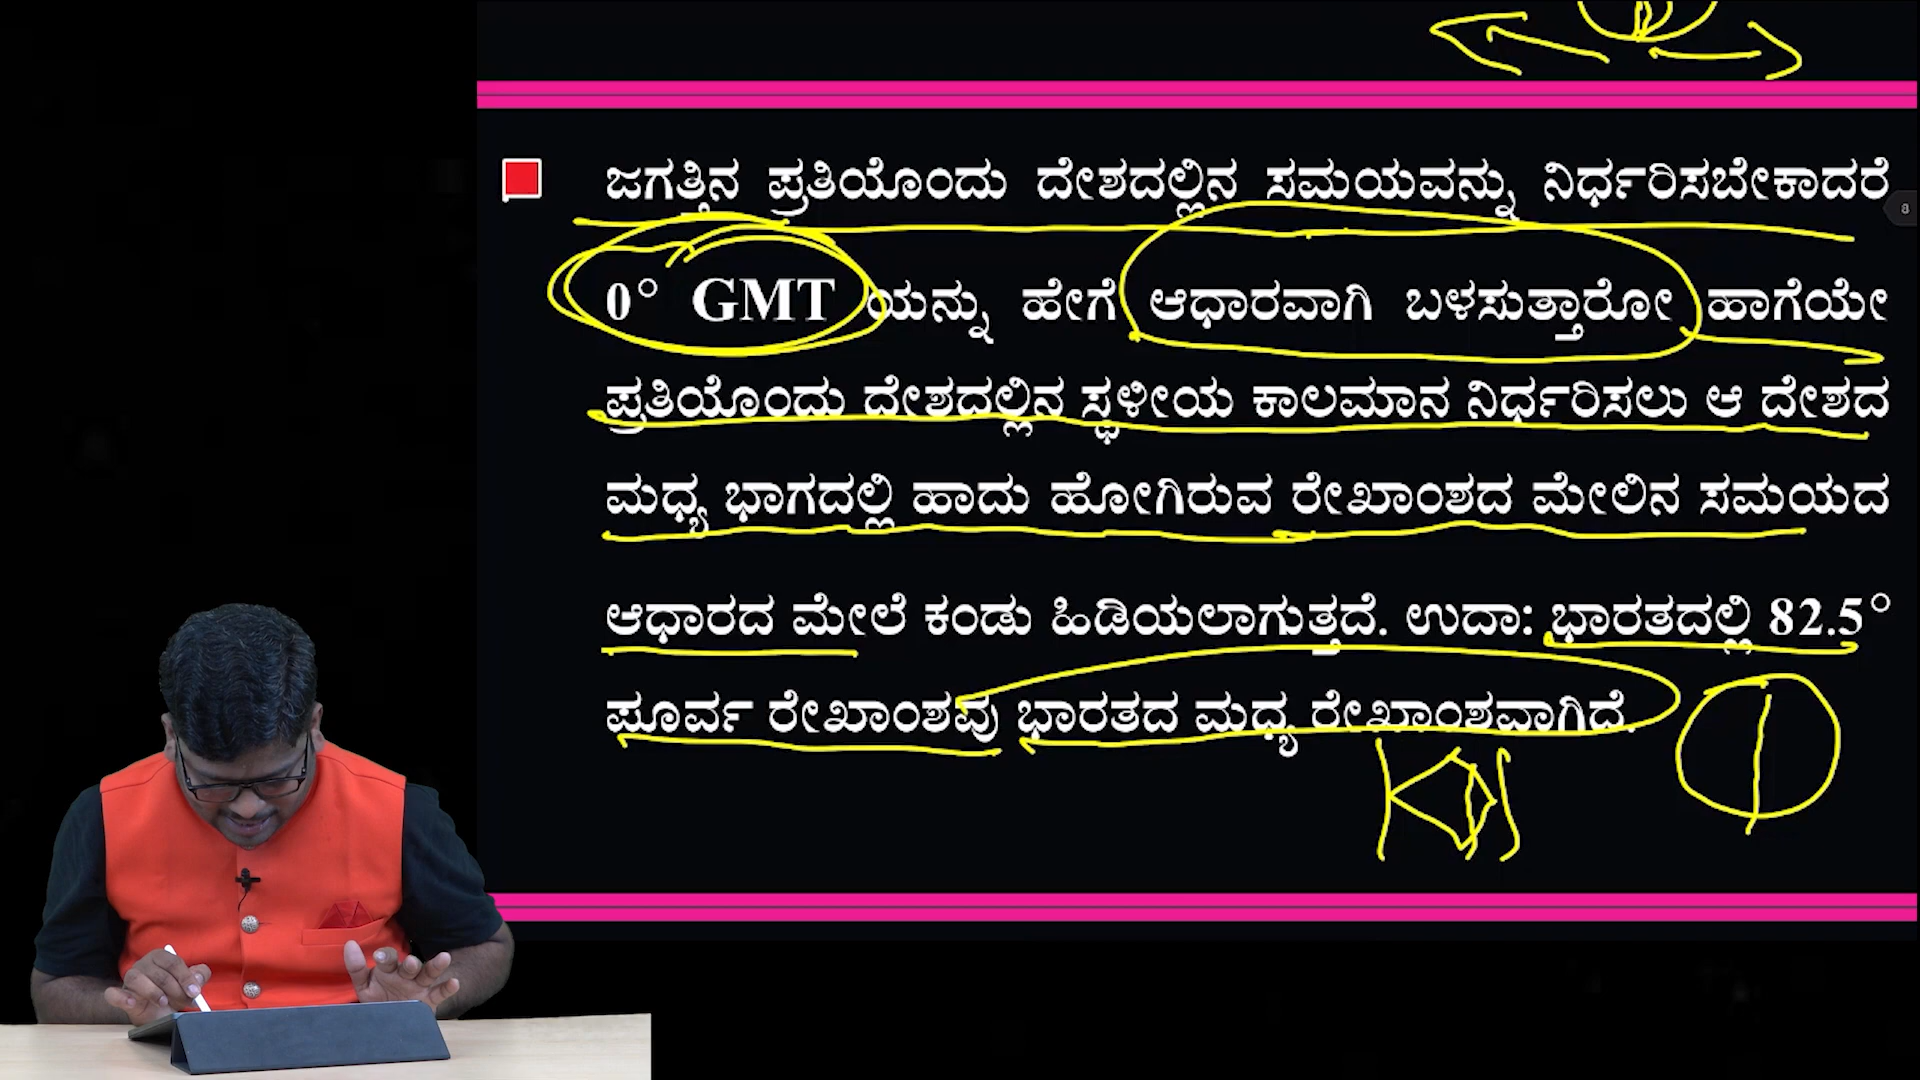 ಜಗತ್ತಿನ ಪ್ರತಿಯೊಂದು ದೇಶದಲ್ಲಿನ ಸಮಯವನ್ನು ನಿರ್ಧರಿಸಬೇಕಾದರೆ
0° GMT ಯನ್ನು ಹೇಗೆ ಆಧಾರವಾಗಿ ಬಳಸುತ್ತಾರೋ ಹಾಗೆಯೇ
ಪ್ರತಿಯೊಂದು ದೇಶದಲ್ಲಿನ ಸ್ಥಳೀಯ ಕಾಲಮಾನ ನಿರ್ಧರಿಸಲು ಆ ದೇಶದ
ಮಧ್ಯ ಭಾಗದಲ್ಲಿ ಹಾದು ಹೋಗಿರುವ ರೇಖಾಂಶದ ಮೇಲಿನ ಸಮಯದ
ಆಧಾರದ ಮೇಲೆ ಕಂಡು ಹಿಡಿಯಲಾಗುತ್ತದೆ. ಉದಾ: ಭಾರತದಲ್ಲಿ 82.5°
ಪೂರ್ವ ರೇಖಾಂಶವು ಭಾರತದ ಮಧ್ಯ ರೇಖಾಂಶವಾಗಿದೆ.